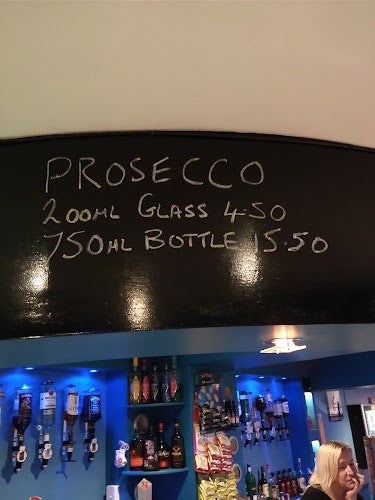 PROSECCO
200ML GLASS 4-50
750ML BOTTLE 15.50